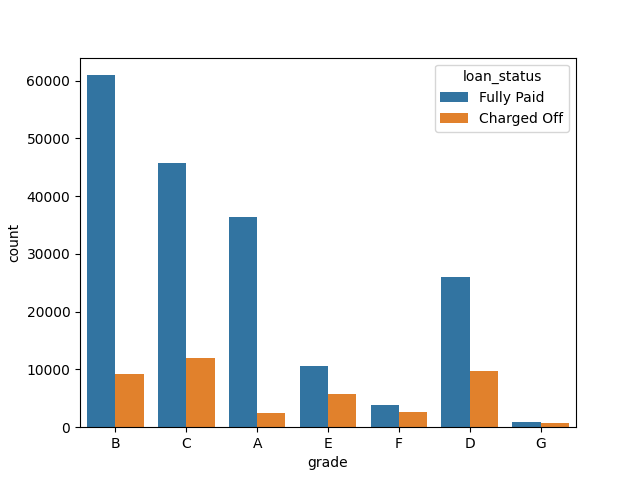 loan_status
Fully Paid
Charged Off
count
60000
50000
40000
30000
20000
10000
0
B C A E F D G
grade